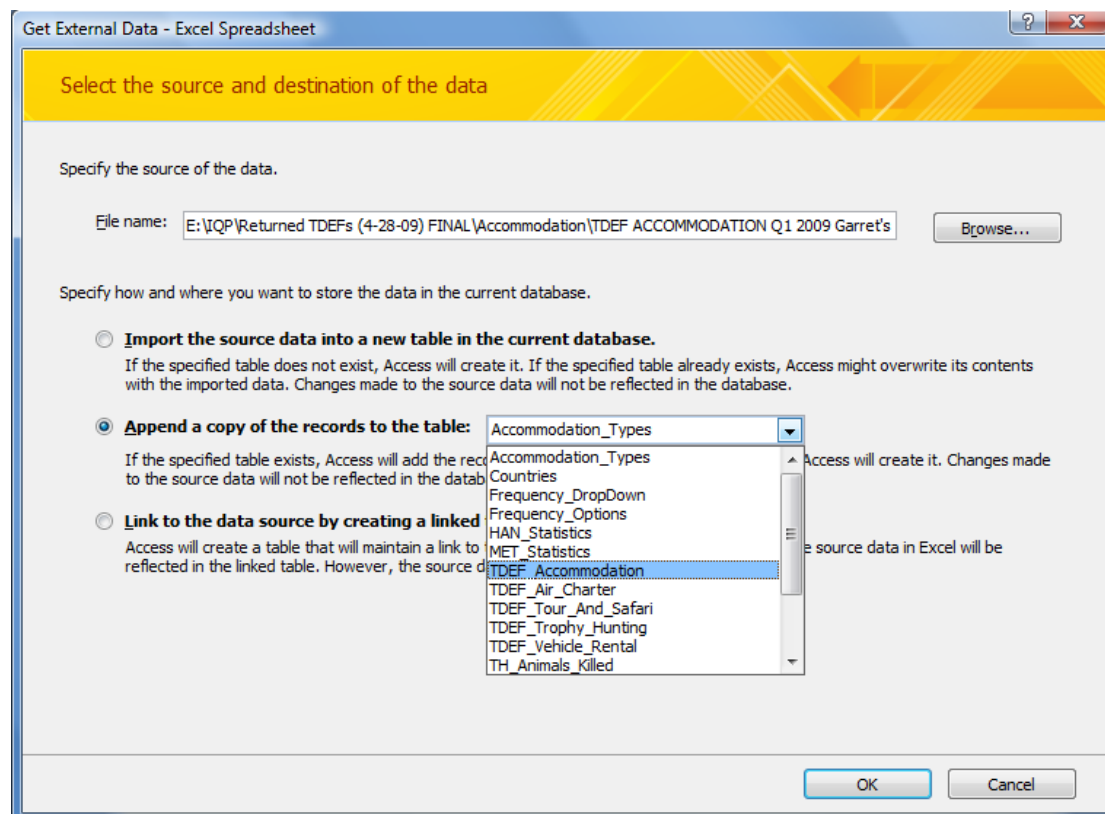 Get External Data - Excel Spreadsheet
Select the source and destination of the data
Specify the source of the data.
File name: E:\IQP\Returned TDEFs (4-28-09) FINAL\Accommodation\TDEF ACCOMMODATION Q1 2009 Garret's Browse...
Specify how and where you want to store the data in the current database.
Import the source data into a new table in the current database.
If the specified table does not exist, Access will create it. If the specified table already exists, Access might overwrite its contents
with the imported data. Changes made to the source data will not be reflected in the database.
Append a copy of the records to the table: Accommodation_Types
If the specified table exists, Access will add the Access will create it. Changes made
to the source data will not be reflected in the
Link to the data source by creating a linked
Access will create a table that will maintain a link to e source data in Excel will be
reflected in the linked table. However, the source
Accommodation_Types
Countries
Frequency_DropDown
Frequency_Options
HAN_Statistics
MET_Statistics
TDEF_Accommodation
TDEF_Air_Charter
TDEF_Tour_And_Safari
TDEF_Trophy_Hunting
TDEF_Vehicle_Rental
TH_Animals_Killed
OK Cancel